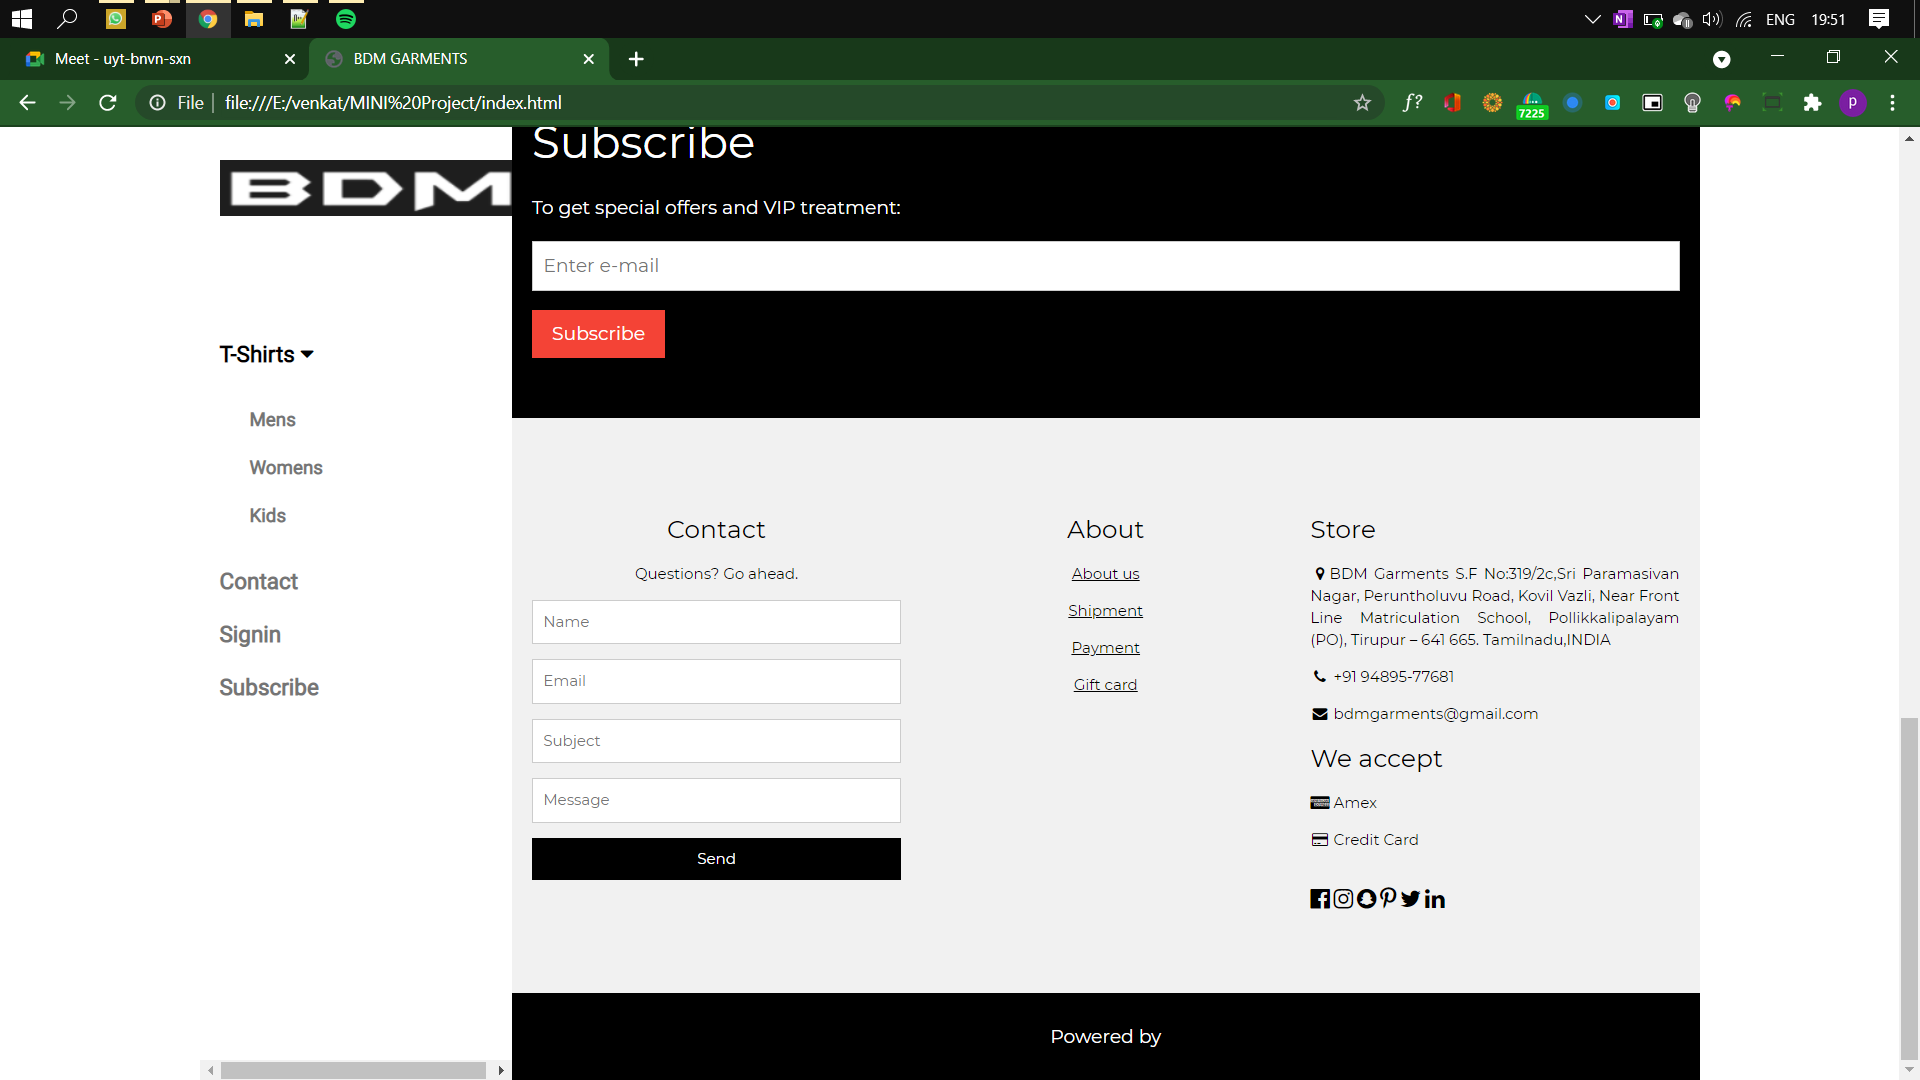 ENG 19:51
Meet - uyt-bnvn-sxn
BDM GARMENTS
File file:///E:/venkat/MINI%20Project/index.html
f?
7225
p
BDM
T-Shirts
Mens
Womens
Kids
Contact
Signin
Subscribe
Subscribe
To get special offers and VIP treatment:
Enter e-mail
Subscribe
Contact
Questions? Go ahead.
Name
Email
Subject
Message
Send
About
About us
Shipment
Payment
Gift card
Store
BDM Garments S.F No:319/2c,Sri Paramasivan
Nagar, Peruntholuvu Road, Kovil Vazli, Near Front
Line Matriculation School, Pollikkalipalayam
(PO), Tirupur – 641 665. Tamilnadu,INDIA
+91 94895-77681
bdmgarments@gmail.com
We accept
Amex
Credit Card
Powered by